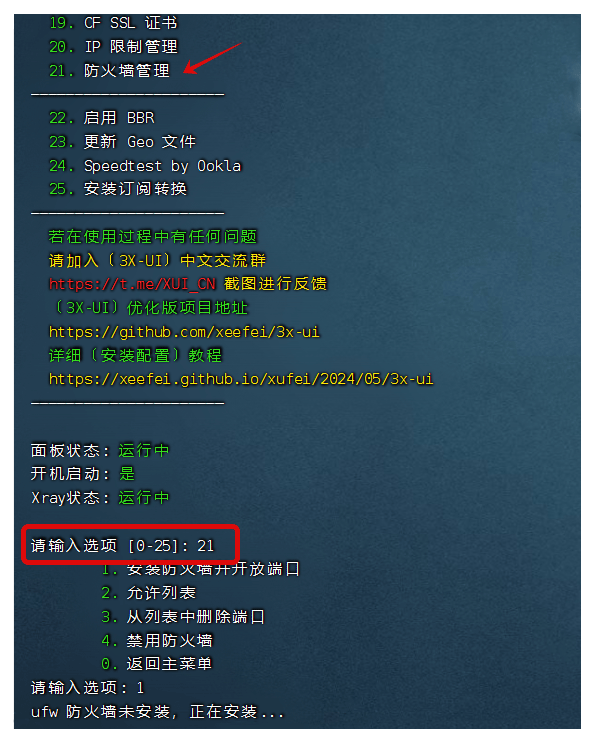 19. CF SSL 证书
20. IP 限制管理
21. 防火墙管理
——————————————————————
22. 启用 BBR
23. 更新 Geo 文件
24. Speedtest by Ookla
25. 安装订阅转换
——————————————————————
若在使用过程中有任何问题
请加入〔3X-UI〕中文交流群
https://t.me/XUI_CN 截图进行反馈
〔3X-UI〕优化版项目地址
https://github.com/xeefei/3x-ui
详细〔安装配置〕教程
https://xeefei.github.io/xufei/2024/05/3x-ui
——————————————————————
面板状态: 运行中
开机启动: 是
Xray状态: 运行中
请输入选项 [0-25]: 21
1. 安装防火墙并开放端口
2. 允许列表
3. 从列表中删除端口
4. 禁用防火墙
0. 返回主菜单
请输入选项: 1
ufw 防火墙未安装, 正在安装...